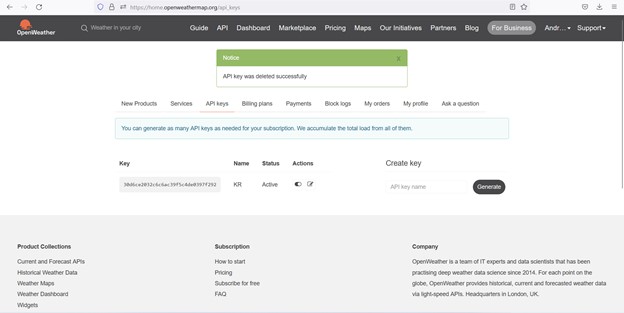 https://home.openweathermap.org/api_keys
OpenWeather
Weather in your city
Guide API Dashboard Marketplace Pricing Maps Our Initiatives Partners Blog For Business Andr... Support
Notice x
API key was deleted successfully
New Products Services API keys Billing plans Payments Block logs My orders My profile Ask a question
You can generate as many API keys as needed for your subscription. We accumulate the total load from all of them.
Key Name Status Actions Create key
KR Active API key name Generate
Product Collections Subscription Company
Current and Forecast APIs How to start OpenWeather is a team of IT experts and data scientists that has been
Historical Weather Data Pricing practising deep weather data science since 2014. For each point on the
Weather Maps Subscribe for free globe, OpenWeather provides historical, current and forecasted weather data
Weather Dashboard FAQ via light-speed APIs. Headquarters in London, UK.
Widgets